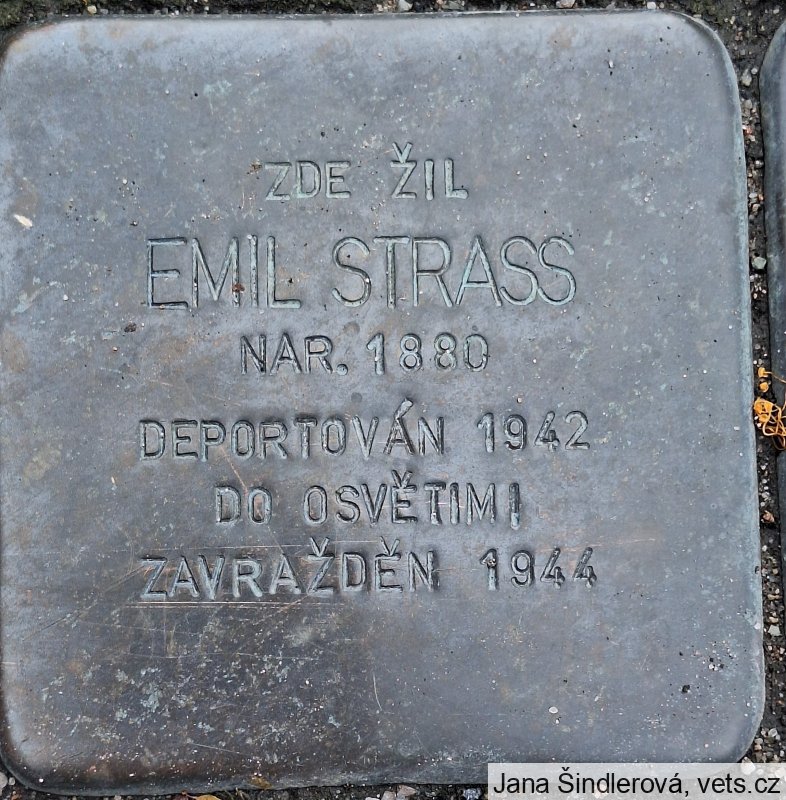 ZDE ŽIL
EMIL STRASS
NAR. 1880
DEPORTOVÁN 1942
DO OSVĚTIMI
ZAVRAŽDĚN 1944
Jana Šindlerová, vets.cz